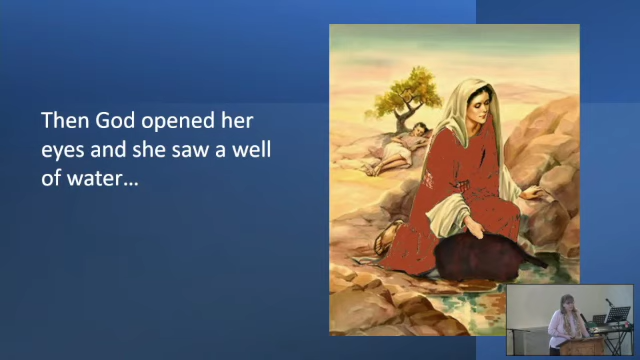 Then God opened her
eyes and she saw a well
of water…